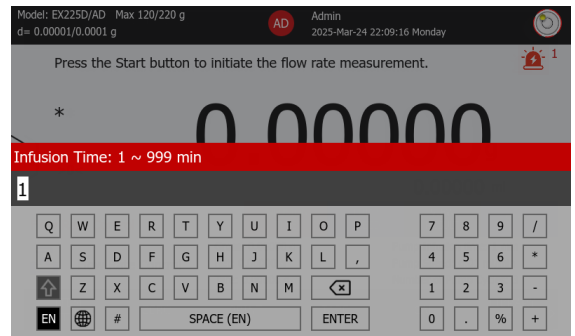 Model: EX225D/AD Max 120/220 g
d= 0.00001/0.0001 g
AD
Admin
2025-Mar-24 22:09:16 Monday
Press the Start button to initiate the flow rate measurement.
1
*
0.00000
Infusion Time: 1 ~ 999 min
1
Q W E R T Y U I O P 7 8 9 /
A S D F G H J K L , 4 5 6 *
Z X C V B N M 1 2 3 -
EN # SPACE (EN) ENTER 0 . % +